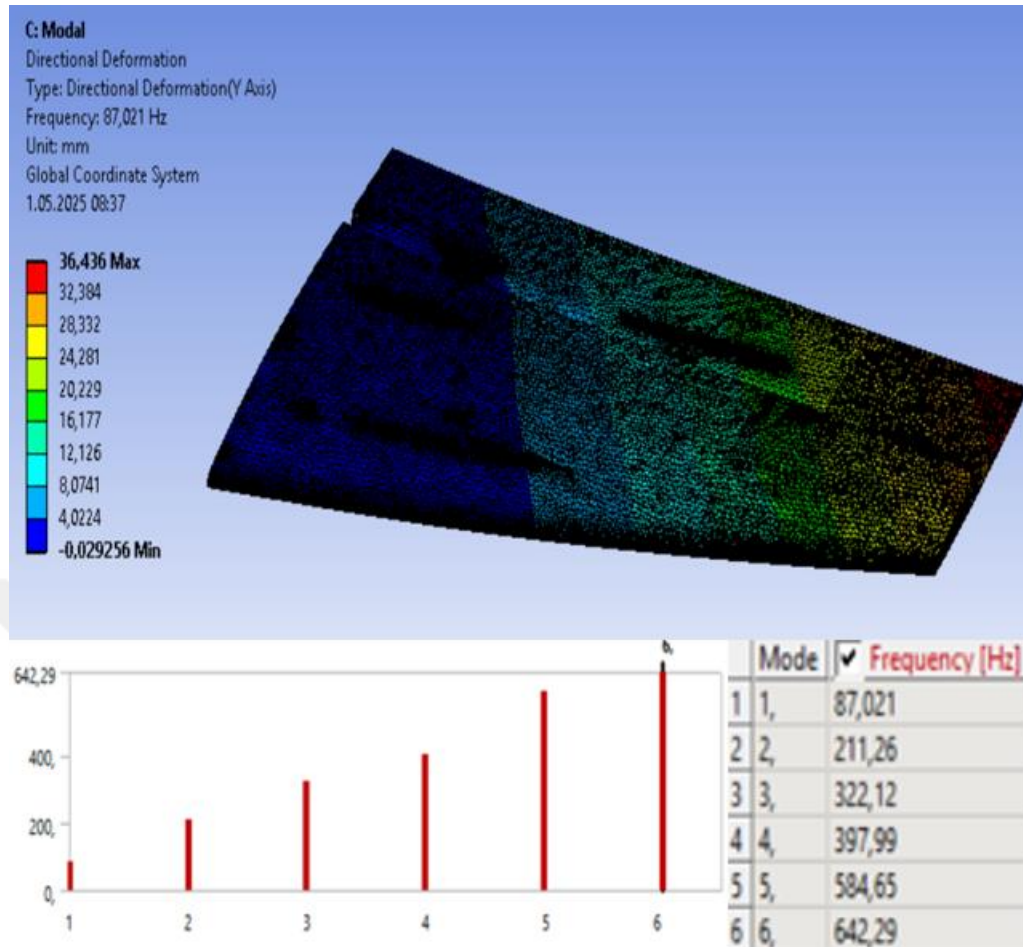 C: Modal
Directional Deformation
Type: Directional Deformation(Y Axis)
Frequency: 87,021 Hz
Unit: mm
Global Coordinate System
1.05.2025 08:37
36,436 Max
32,384
28,332
24,281
20,229
16,177
12,126
8,0741
4,0224
-0,029256 Min
6,
642,29
400,
200,
0,
1 2 3 4 5 6
Mode Frequency [Hz]
1 1, 87,021
2 2, 211,26
3 3, 322,12
4 4, 397,99
5 5, 584,65
6 6, 642,29